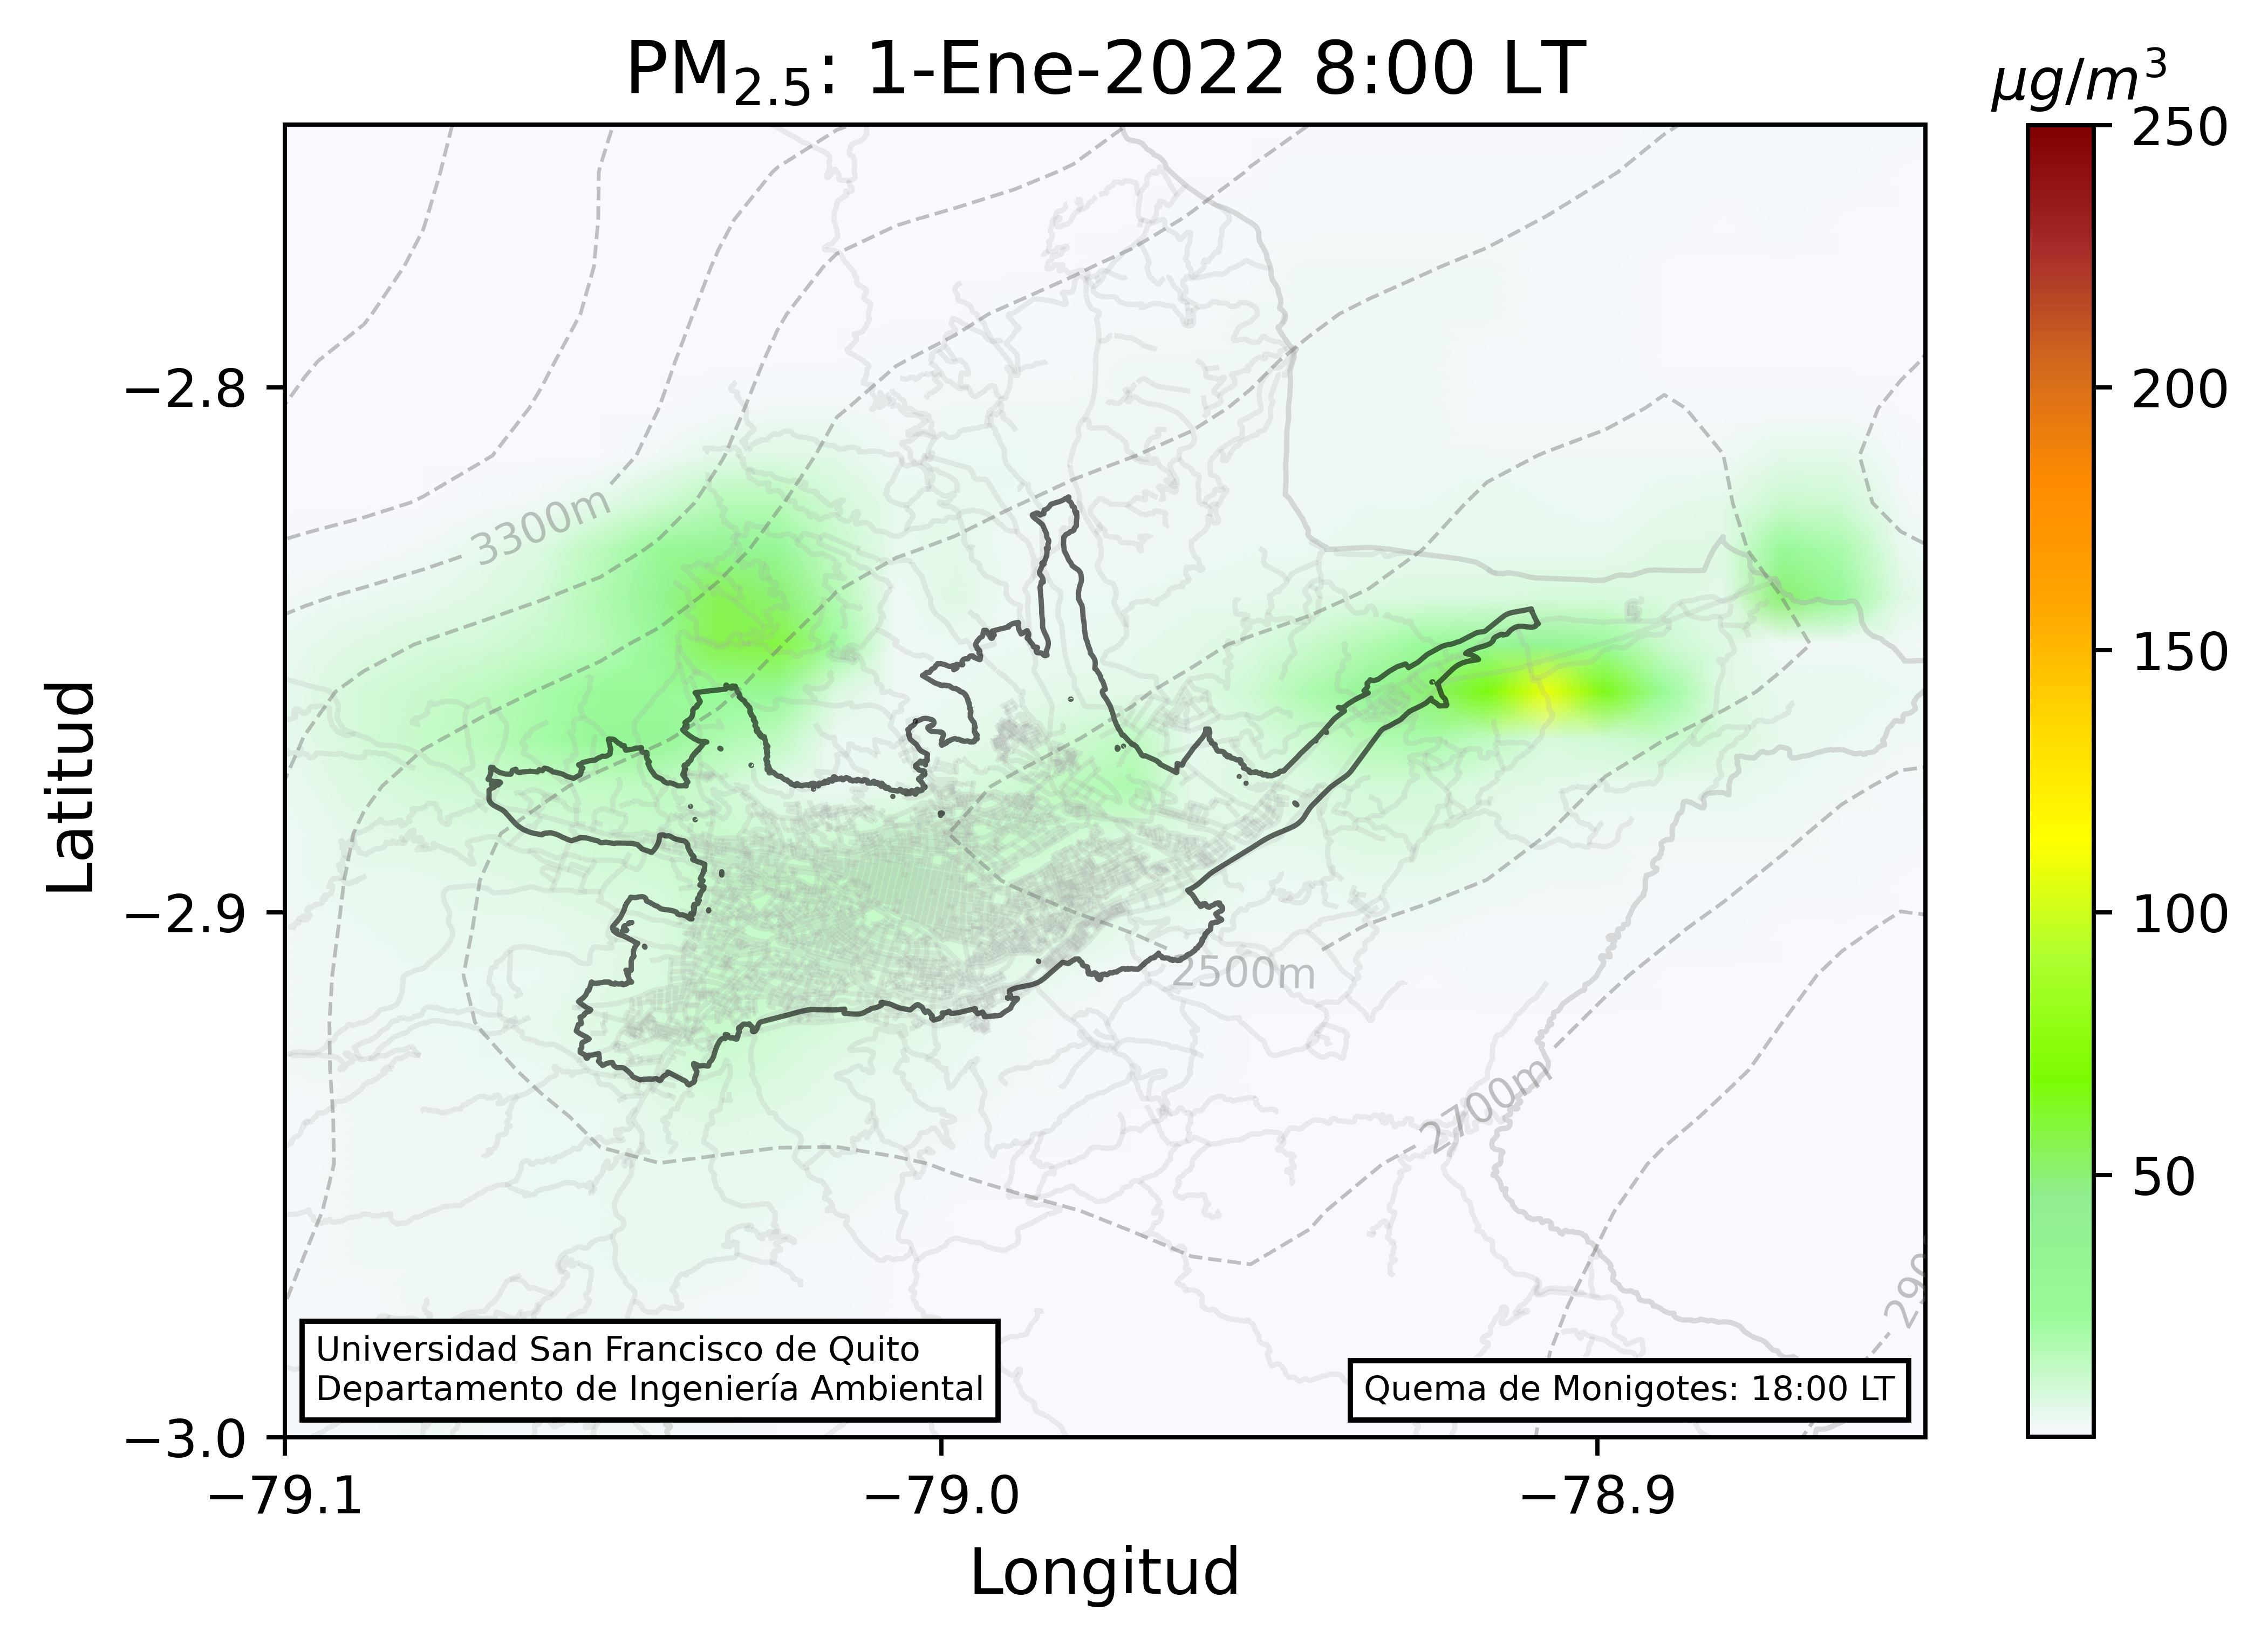 PM2.5: 1-Ene-2022 8:00 LT
μg/m³
250
200
150
100
50
Latitud
−2.8
−2.9
−3.0
3300m
2500m
2700m
290
Universidad San Francisco de Quito
Departamento de Ingeniería Ambiental
Quema de Monigotes: 18:00 LT
−79.1
−79.0
−78.9
Longitud